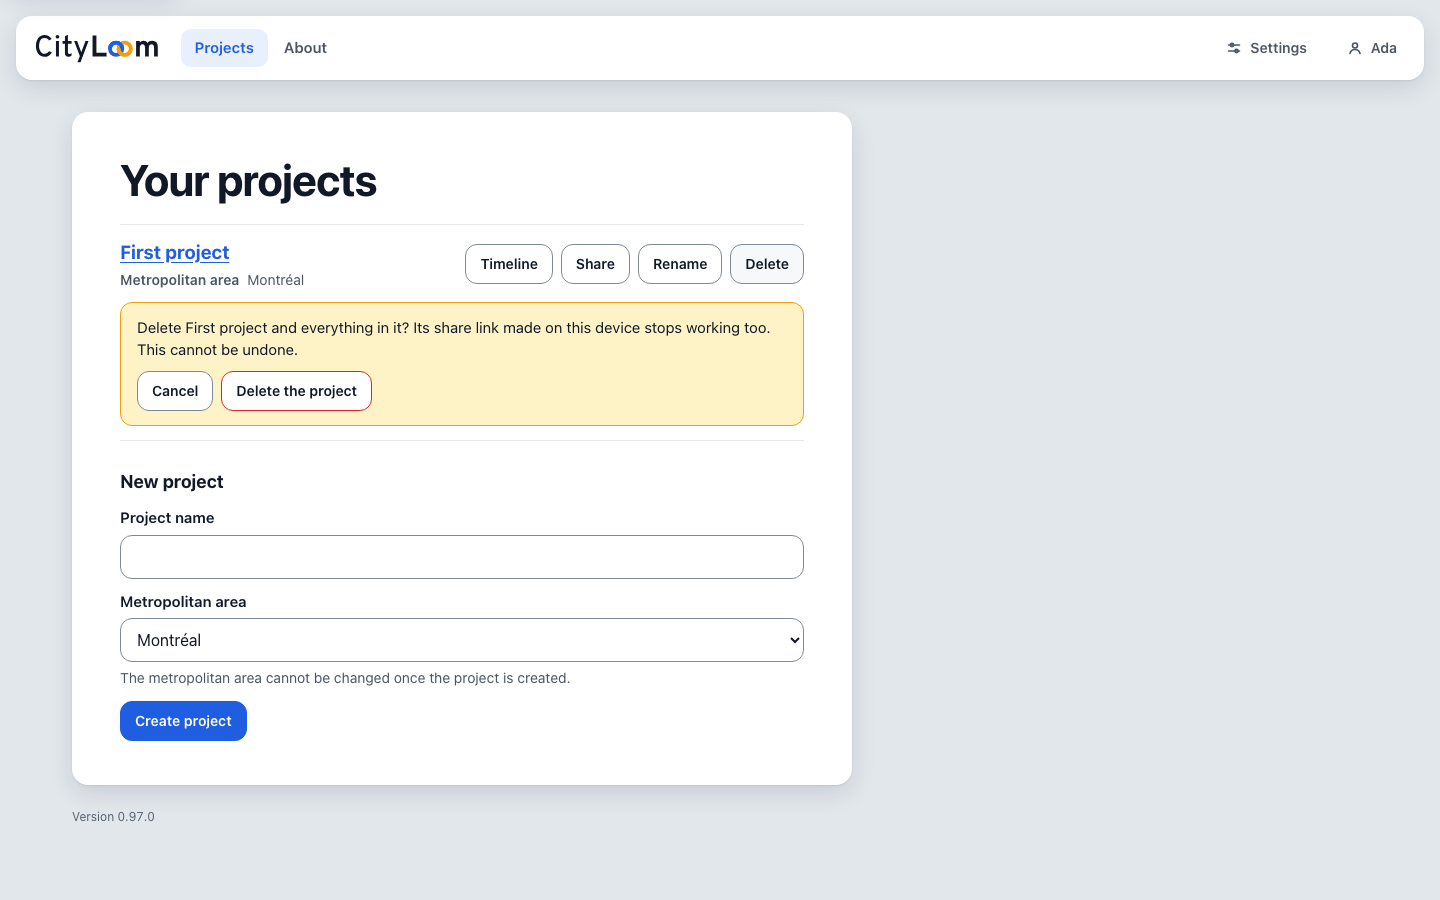 CityLoom
Projects
About
Settings
Ada
Your projects
First project
Metropolitan area Montréal
Timeline
Share
Rename
Delete
Delete First project and everything in it? Its share link made on this device stops working too.
This cannot be undone.
Cancel
Delete the project
New project
Project name
Metropolitan area
Montréal
The metropolitan area cannot be changed once the project is created.
Create project
Version 0.97.0